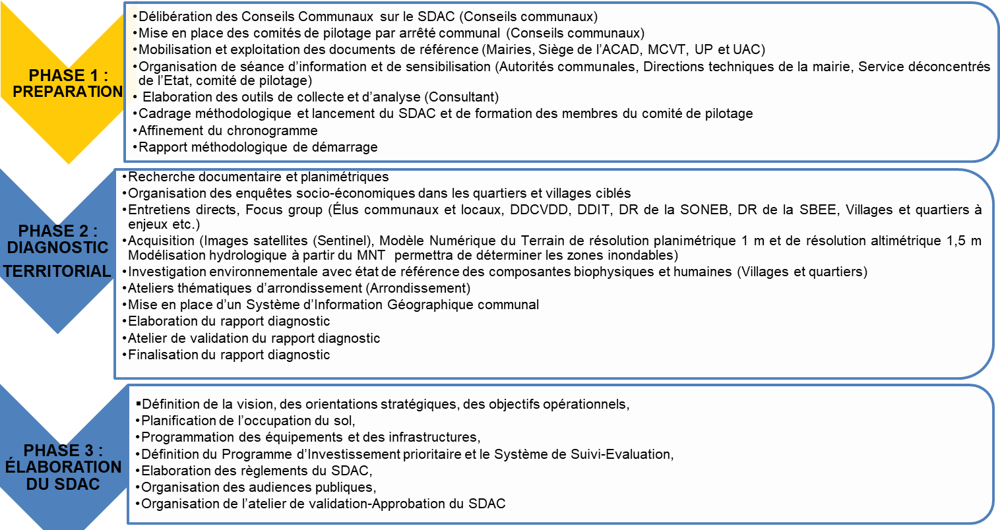 PHASE 1 :
PREPARATION
•Délibération des Conseils Communaux sur le SDAC (Conseils communaux)
•Mise en place des comités de pilotage par arrêté communal (Conseils communaux)
•Mobilisation et exploitation des documents de référence (Mairies, Siège de l’ACAD, MCVT, UP et UAC)
•Organisation de séance d’information et de sensibilisation (Autorités communales, Directions techniques de la mairie, Service déconcentrés
de l’Etat, comité de pilotage)
• Elaboration des outils de collecte et d’analyse (Consultant)
•Cadrage méthodologique et lancement du SDAC et de formation des membres du comité de pilotage
•Affinement du chronogramme
•Rapport méthodologique de démarrage
PHASE 2 :
DIAGNOSTIC
TERRITORIAL
•Recherche documentaire et planimétriques
•Organisation des enquêtes socio-économiques dans les quartiers et villages ciblés
•Entretiens directs, Focus group (Élus communaux et locaux, DDCVDD, DDIT, DR de la SONEB, DR de la SBEE, Villages et quartiers à
enjeux etc.)
•Acquisition (Images satellites (Sentinel), Modèle Numérique du Terrain de résolution planimétrique 1 m et de résolution altimétrique 1,5 m
Modélisation hydrologique à partir du MNT permettra de déterminer les zones inondables)
•Investigation environnementale avec état de référence des composantes biophysiques et humaines (Villages et quartiers)
•Ateliers thématiques d’arrondissement (Arrondissement)
•Mise en place d’un Système d’Information Géographique communal
•Elaboration du rapport diagnostic
•Atelier de validation du rapport diagnostic
•Finalisation du rapport diagnostic
PHASE 3 :
ÉLABORATION
DU SDAC
▪Définition de la vision, des orientations stratégiques, des objectifs opérationnels,
•Planification de l’occupation du sol,
•Programmation des équipements et des infrastructures,
•Définition du Programme d’Investissement prioritaire et le Système de Suivi-Evaluation,
•Elaboration des règlements du SDAC,
•Organisation des audiences publiques,
•Organisation de l’atelier de validation-Approbation du SDAC